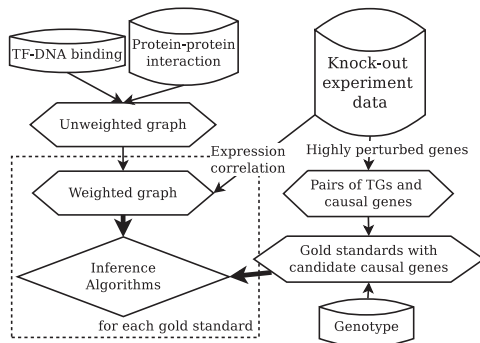 TF-DNA binding
Protein-protein
interaction
Knock-out
experiment
data
Unweighted graph
Expression
correlation
Highly perturbed genes
Weighted graph
Pairs of TGs and
causal genes
Inference
Algorithms
Gold standards with
candidate causal genes
for each gold standard
Genotype